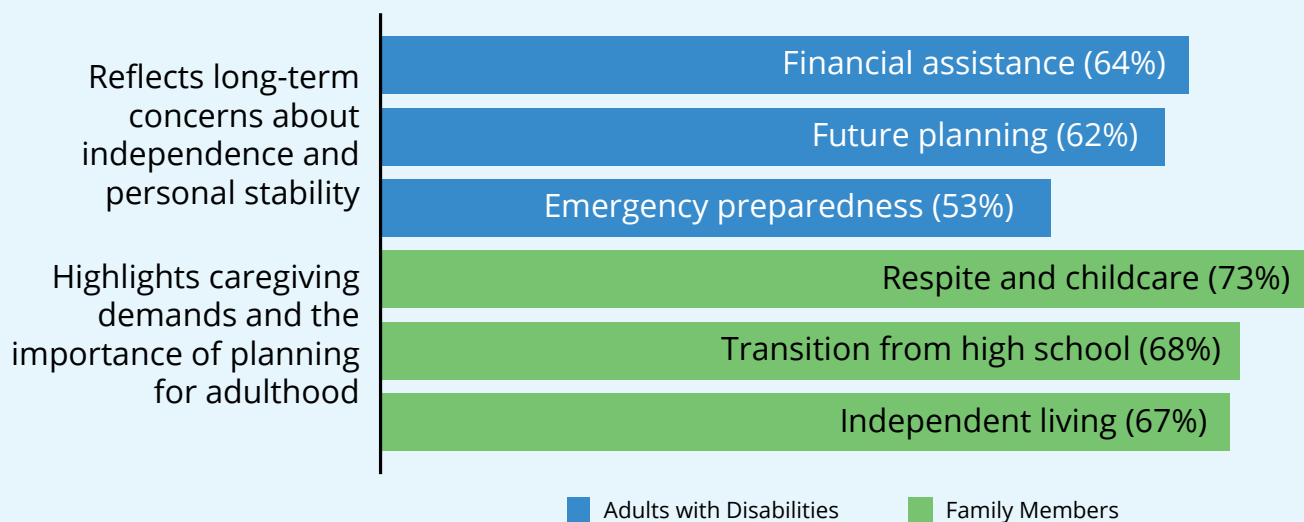 Reflects long-term
concerns about
independence and
personal stability
Financial assistance (64%)
Future planning (62%)
Emergency preparedness (53%)
Highlights caregiving
demands and the
importance of planning
for adulthood
Respite and childcare (73%)
Transition from high school (68%)
Independent living (67%)
Adults with Disabilities
Family Members